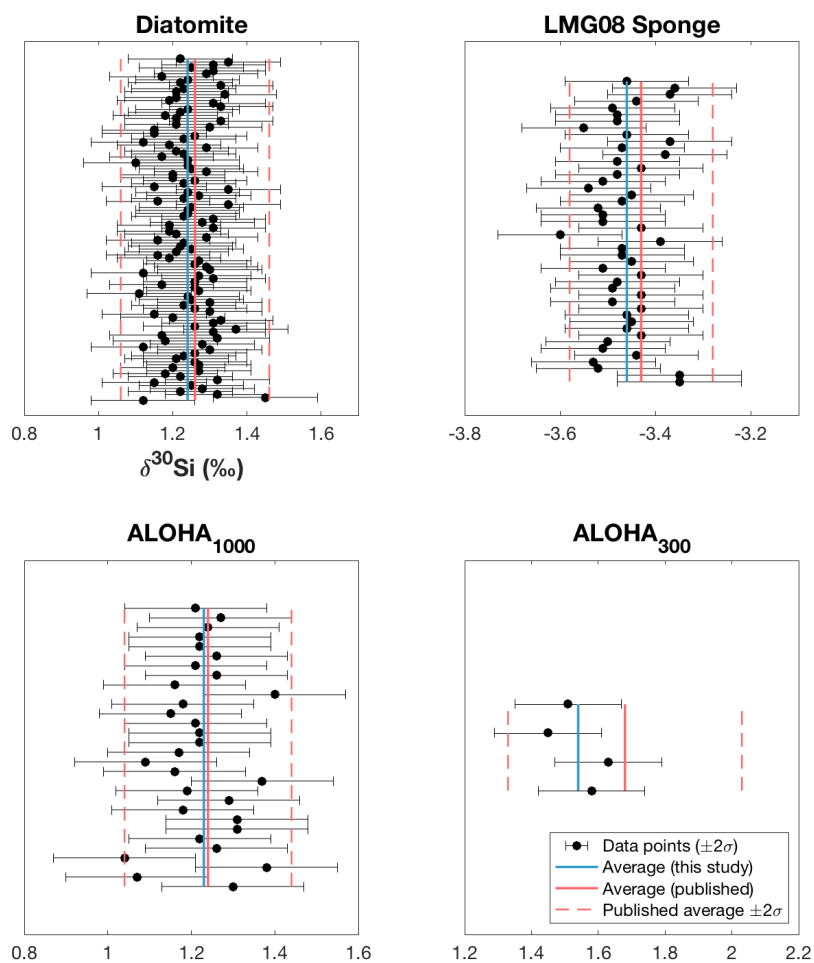 Diatomite
LMG08 Sponge
0.8 1 1.2 1.4 1.6
-3.8 -3.6 -3.4 -3.2
δ30Si (‰)
ALOHA1000
ALOHA300
Data points (±2σ)
Average (this study)
Average (published)
Published average ±2σ
0.8 1 1.2 1.4 1.6
1.2 1.4 1.6 1.8 2 2.2